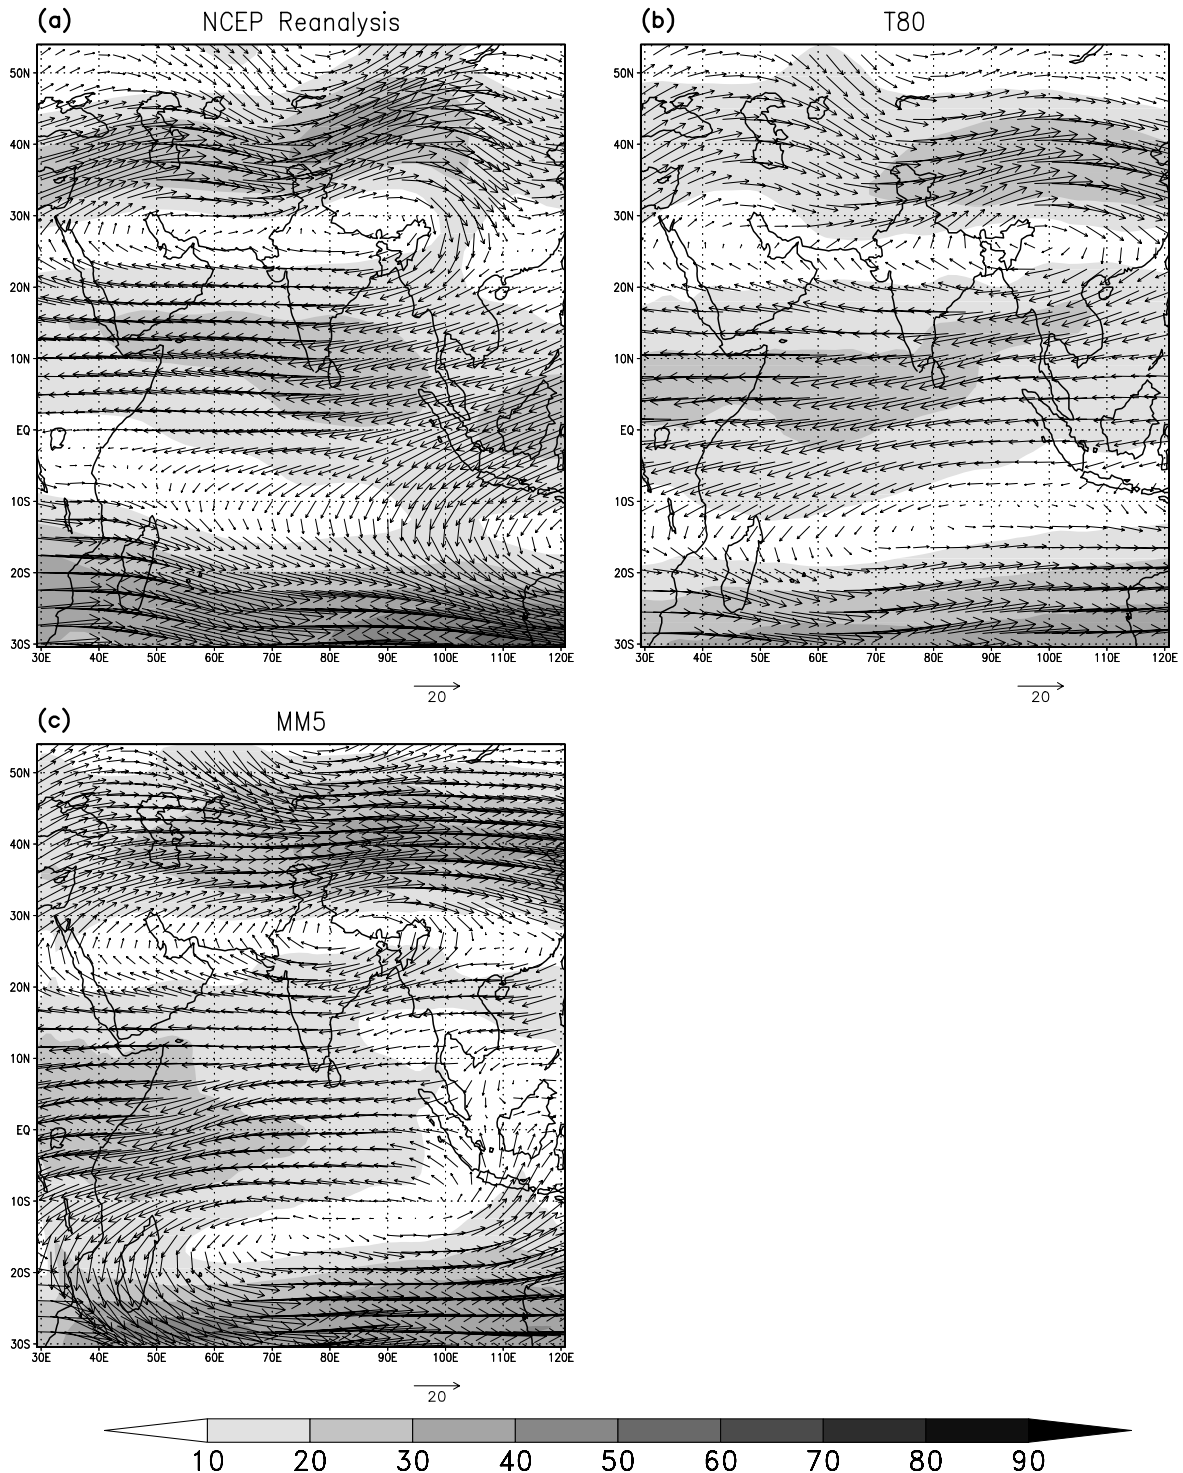 (a) NCEP Reanalysis
50N
40N
30N
20N
10N
EQ
10S
20S
30S
30E 40E 50E 60E 70E 80E 90E 100E 110E 120E
20
(b) T80
50N
40N
30N
20N
10N
EQ
10S
20S
30S
30E 40E 50E 60E 70E 80E 90E 100E 110E 120E
20
(c) MM5
50N
40N
30N
20N
10N
EQ
10S
20S
30S
30E 40E 50E 60E 70E 80E 90E 100E 110E 120E
20
10 20 30 40 50 60 70 80 90